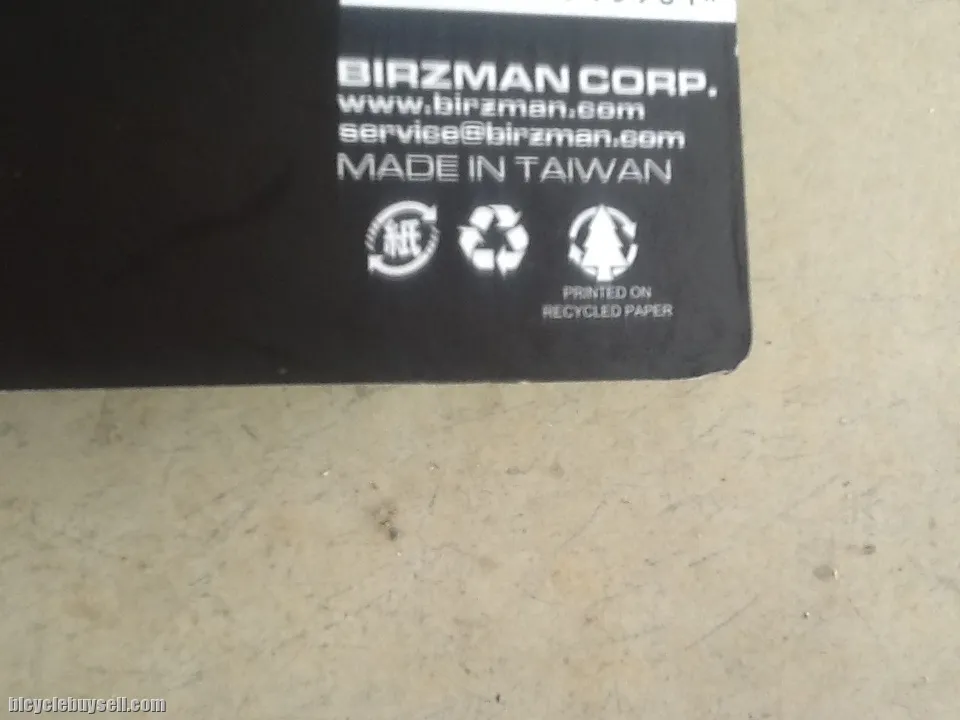 BIRZMAN CORP.
www.birzman.com
service@birzman.com
MADE IN TAIWAN
紙
PRINTED ON
RECYCLED PAPER
bicyclebuysell.com